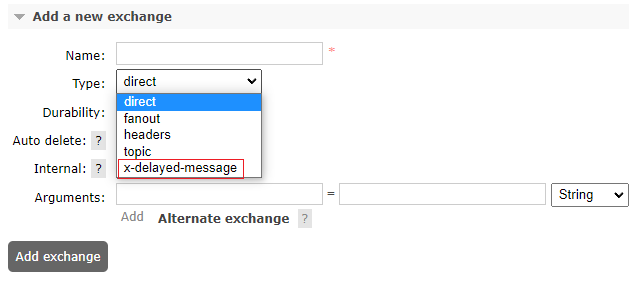 Add a new exchange
Name: *
Type: direct
direct
Durability:
fanout
headers
Auto delete: ?
topic
Internal: ?
x-delayed-message
Arguments: = String
Add Alternate exchange ?
Add exchange